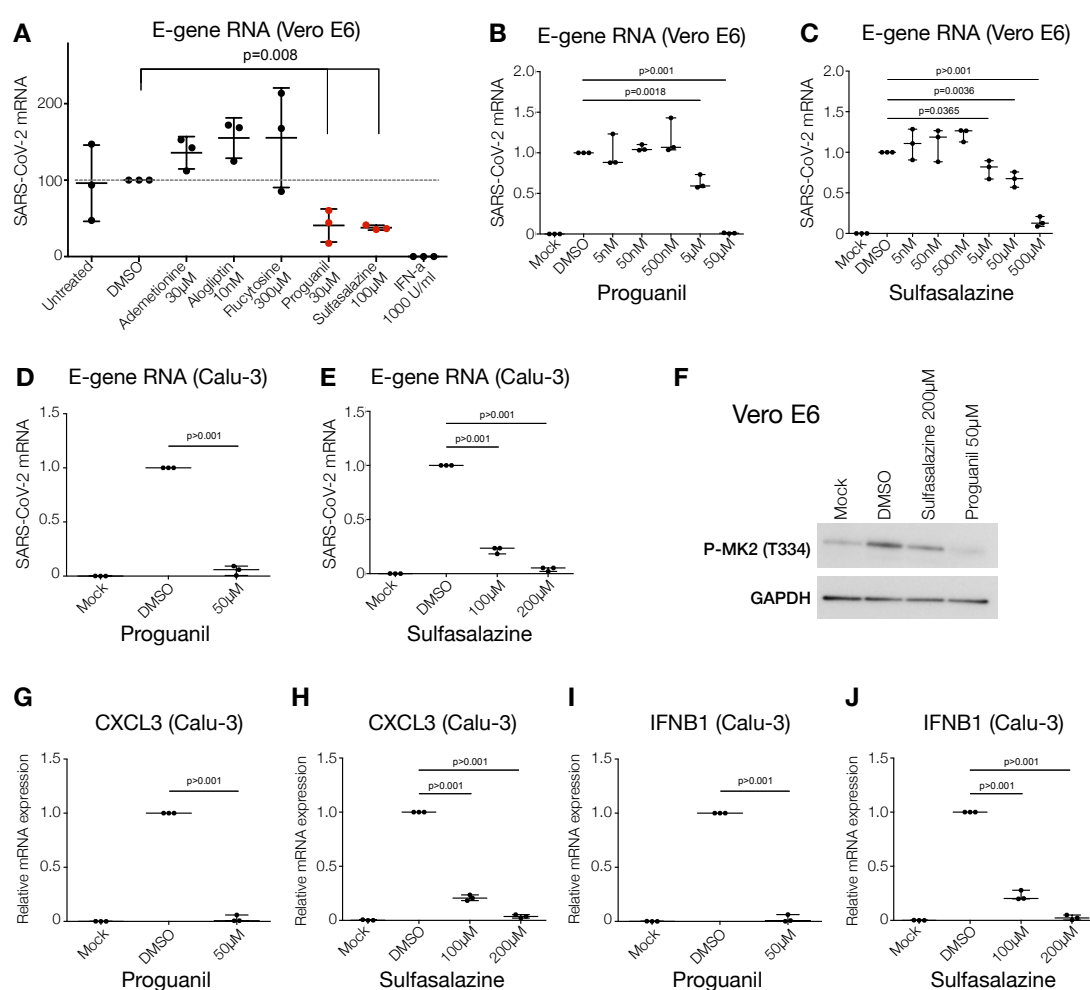 A
E-gene RNA (Vero E6)
p=0.008
SARS-CoV-2 mRNA
200
100
0
Untreated
DMSO
Ademetionine
30µM
Alogliptin
10nM
Flucytosine
300µM
Proguanil
30µM
Sulfasalazine
100µM
IFN-a
1000 U/ml
B
E-gene RNA (Vero E6)
SARS-CoV-2 mRNA
2.0
1.5
1.0
0.5
0
p>0.001
p=0.0018
Mock
DMSO
5nM
50nM
500nM
5µM
50µM
Proguanil
C
E-gene RNA (Vero E6)
SARS-CoV-2 mRNA
2.0
1.5
1.0
0.5
0
p>0.001
p=0.0036
p=0.0365
Mock
DMSO
5nM
50nM
500nM
5µM
50µM
500µM
Sulfasalazine
D
E-gene RNA (Calu-3)
SARS-CoV-2 mRNA
1.5
1.0
0.5
0
p>0.001
Mock
DMSO
50µM
Proguanil
E
E-gene RNA (Calu-3)
SARS-CoV-2 mRNA
1.5
1.0
0.5
0
p>0.001
p>0.001
Mock
DMSO
100µM
200µM
Sulfasalazine
F
Vero E6
Mock
DMSO
Sulfasalazine 200µM
Proguanil 50µM
P-MK2 (T334)
GAPDH
G
CXCL3 (Calu-3)
Relative mRNA expression
1.5
1.0
0.5
0
p>0.001
Mock
DMSO
50µM
Proguanil
H
CXCL3 (Calu-3)
Relative mRNA expression
1.5
1.0
0.5
0
p>0.001
p>0.001
Mock
DMSO
100µM
200µM
Sulfasalazine
I
IFNB1 (Calu-3)
Relative mRNA expression
1.5
1.0
0.5
0
p>0.001
Mock
DMSO
50µM
Proguanil
J
IFNB1 (Calu-3)
Relative mRNA expression
1.5
1.0
0.5
0
p>0.001
p>0.001
Mock
DMSO
100µM
200µM
Sulfasalazine